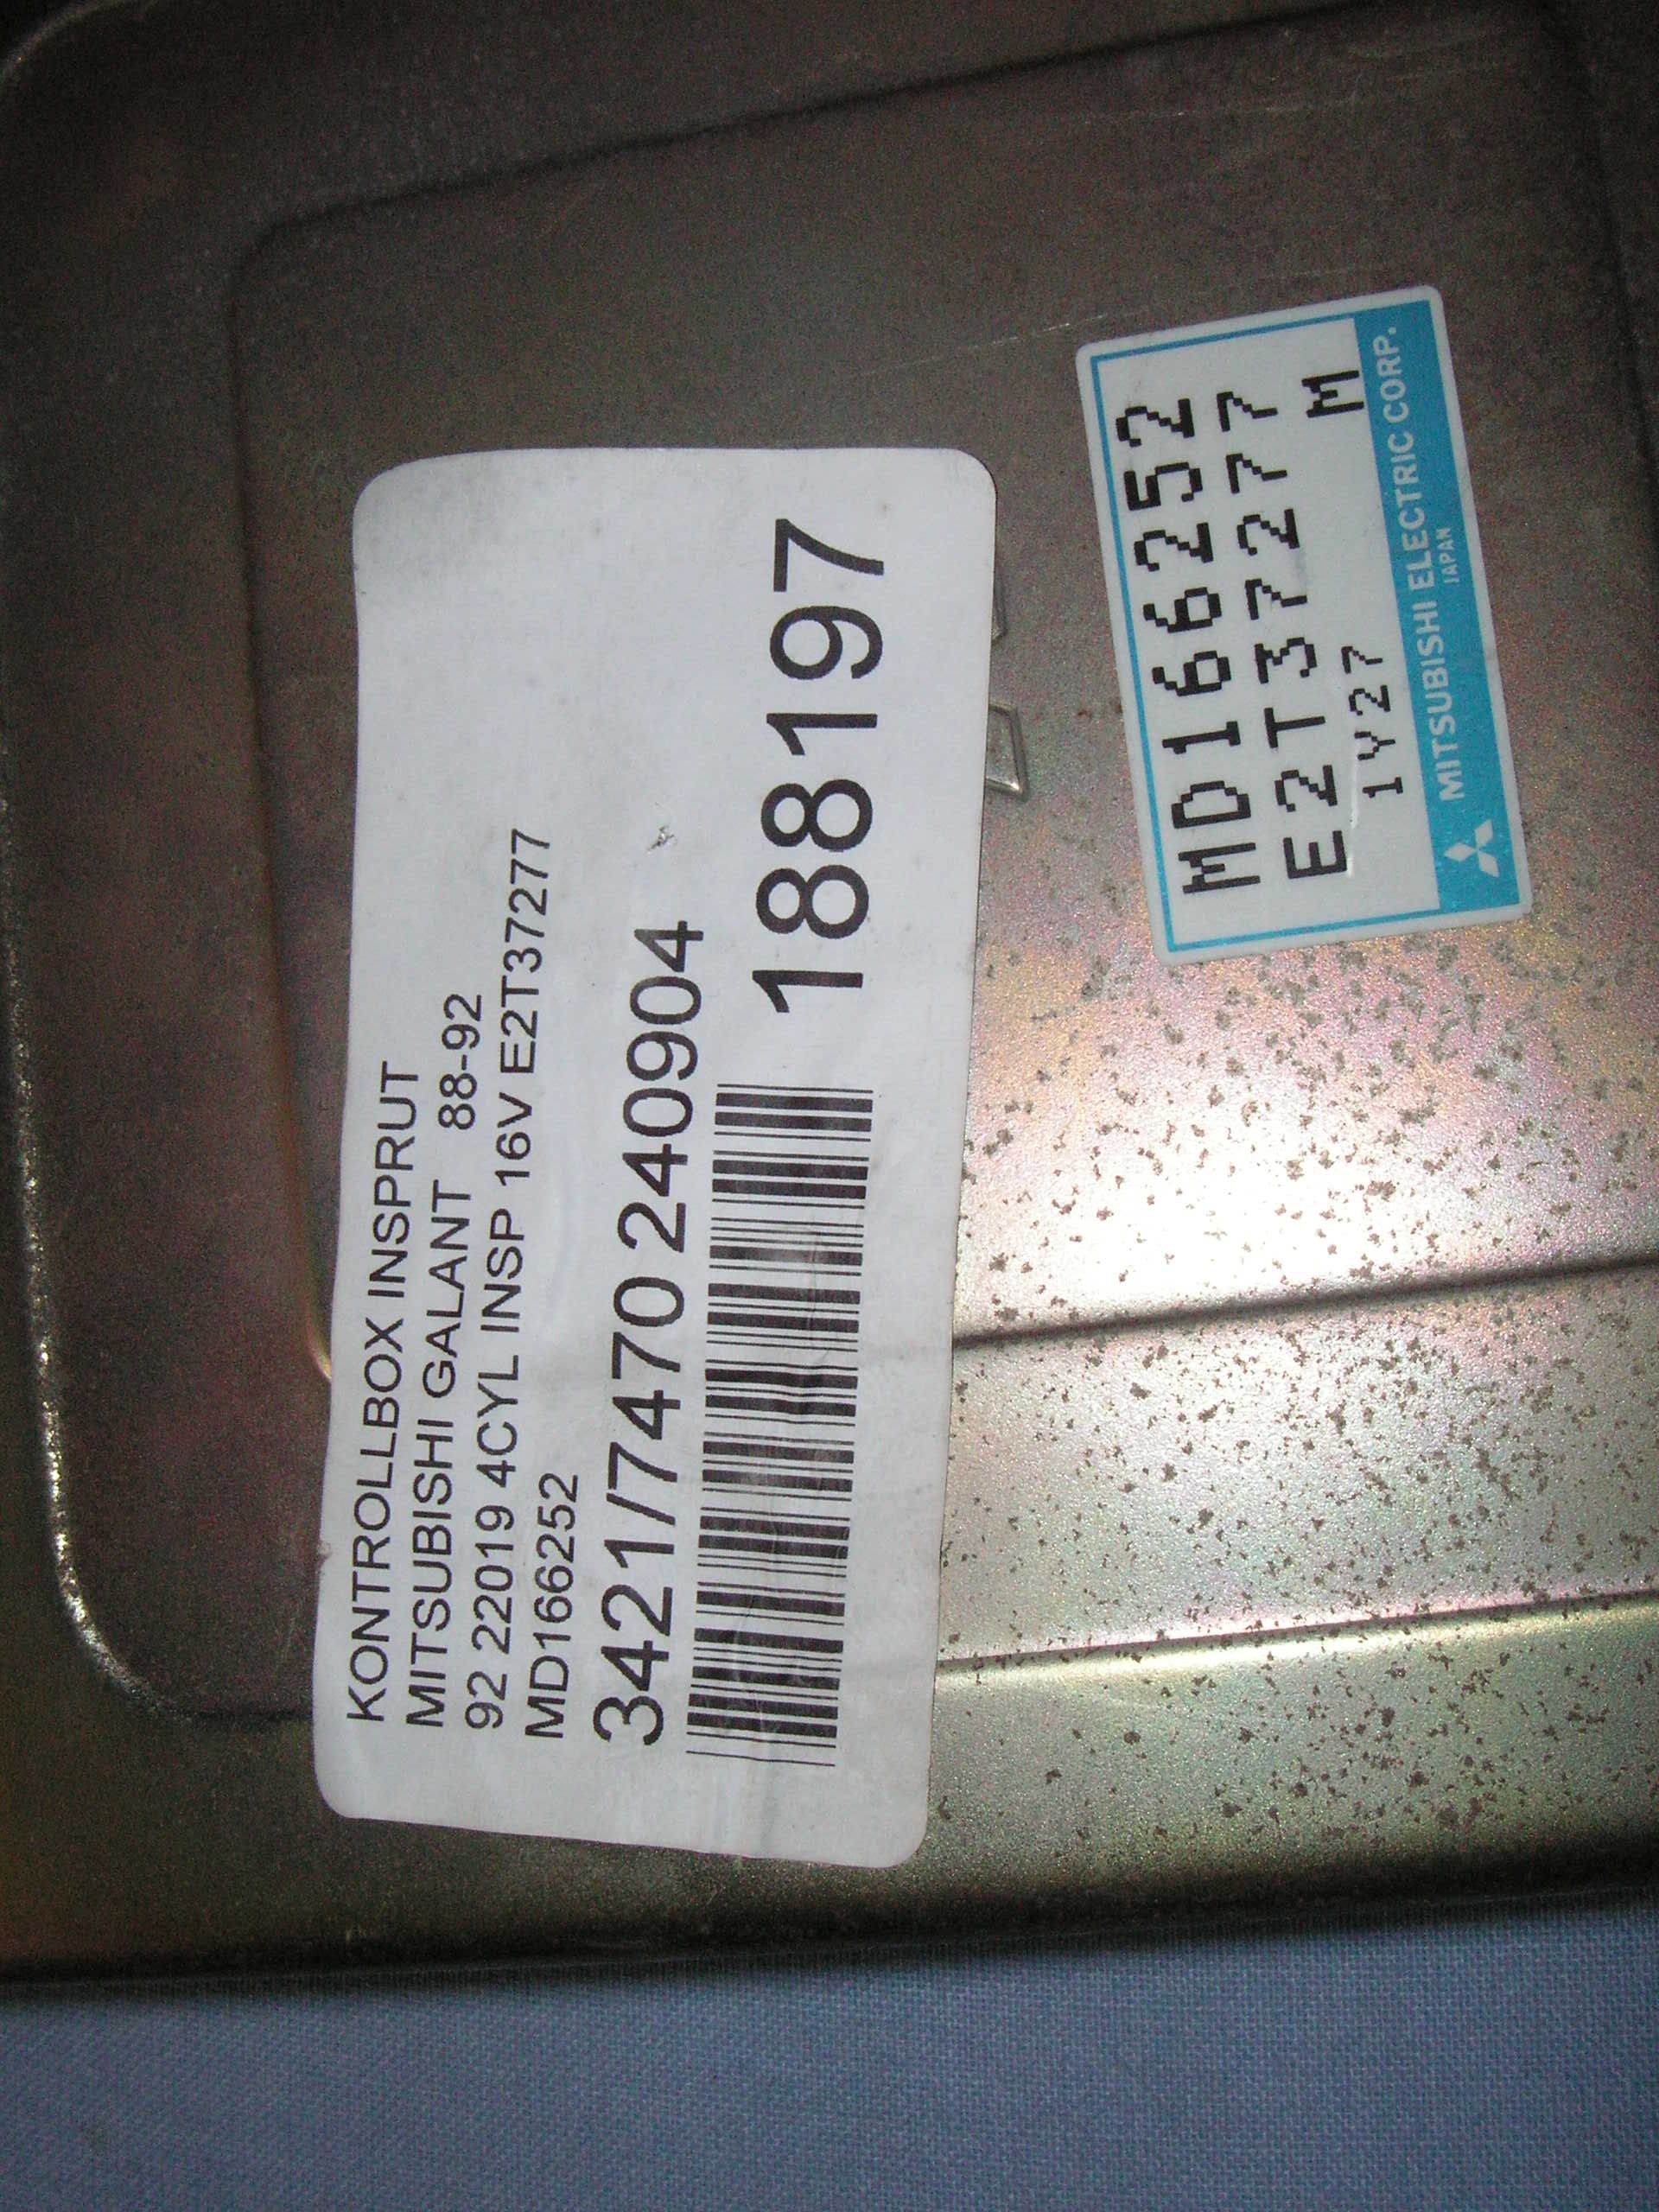 KONTROLLBOX INSPRUT
MITSUBISHI GALANT 88-92
92 22019 4CYL INSP 16V E2T37277
MD166252
3421/7470 240904
18197
MD166252
E2T37277
1Y27 M
MITSUBISHI ELECTRIC CORP.
JAPAN